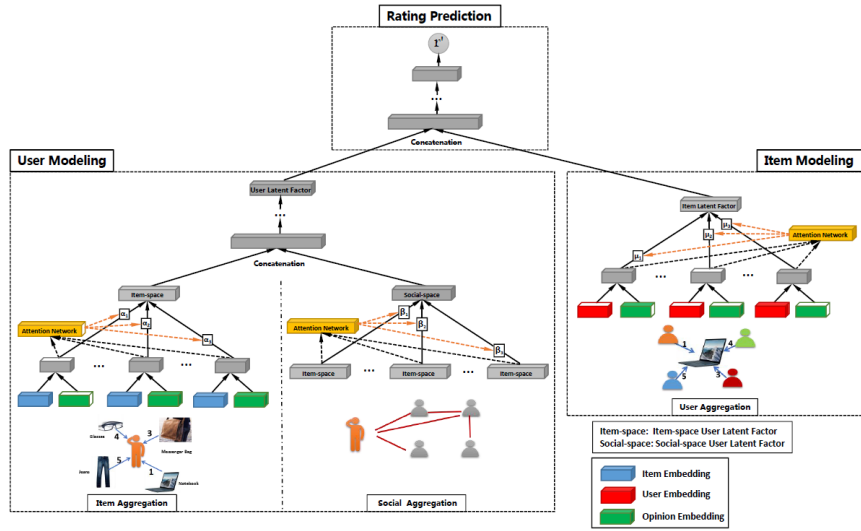 Rating Prediction
r'
...
Concatenation
User Modeling
Item Modeling
User Latent Factor
...
Concatenation
Item-space
Social-space
Attention Network
α1
α2
α3
Attention Network
β1
β2
β3
... ...
Item-space ... Item-space ... Item-space
Glasses
4
3
Messenger Bag
Jeans
5
1
Notebook
Item Aggregation
Social Aggregation
Item Latent Factor
Attention Network
μ1
μ2
μ3
... ...
1
4
5
3
User Aggregation
Item-space: Item-space User Latent Factor
Social-space: Social-space User Latent Factor
Item Embedding
User Embedding
Opinion Embedding